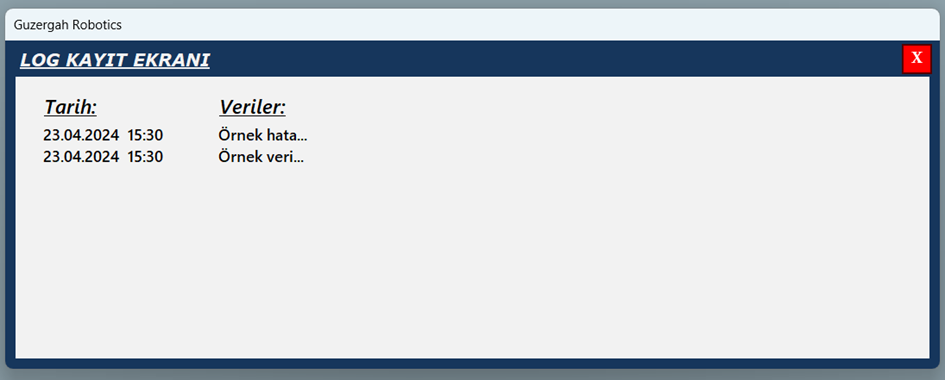 Guzergah Robotics
LOG KAYIT EKRANI
X
Tarih: Veriler:
23.04.2024 15:30 Örnek hata...
23.04.2024 15:30 Örnek veri...